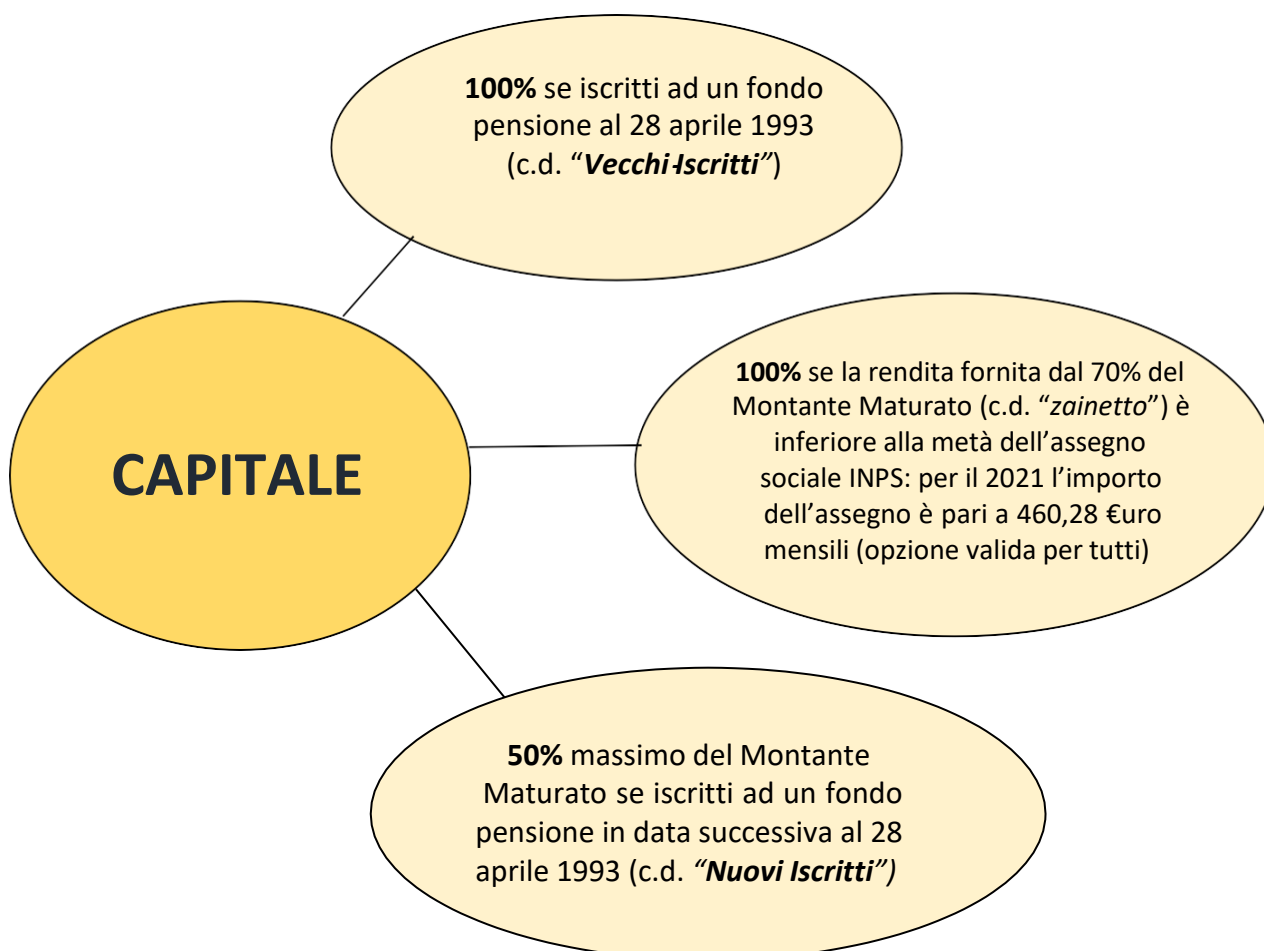 100% se iscritti ad un fondo
pensione al 28 aprile 1993
(c.d. “Vecchi-Iscritti”)
100% se la rendita fornita dal 70% del
Montante Maturato (c.d. “zainetto”) è
inferiore alla metà dell’assegno
sociale INPS: per il 2021 l’importo
dell’assegno è pari a 460,28 €uro
mensili (opzione valida per tutti)
CAPITALE
50% massimo del Montante
Maturato se iscritti ad un fondo
pensione in data successiva al 28
aprile 1993 (c.d. “Nuovi Iscritti”)